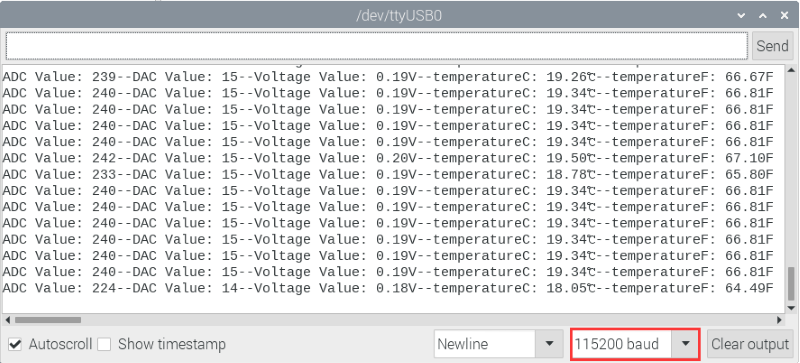 /dev/ttyUSB0
Send
ADC Value: 239--DAC Value: 15--Voltage Value: 0.19V--temperatureC: 19.26℃--temperatureF: 66.67F
ADC Value: 240--DAC Value: 15--Voltage Value: 0.19V--temperatureC: 19.34℃--temperatureF: 66.81F
ADC Value: 240--DAC Value: 15--Voltage Value: 0.19V--temperatureC: 19.34℃--temperatureF: 66.81F
ADC Value: 240--DAC Value: 15--Voltage Value: 0.19V--temperatureC: 19.34℃--temperatureF: 66.81F
ADC Value: 240--DAC Value: 15--Voltage Value: 0.19V--temperatureC: 19.34℃--temperatureF: 66.81F
ADC Value: 242--DAC Value: 15--Voltage Value: 0.20V--temperatureC: 19.50℃--temperatureF: 67.10F
ADC Value: 233--DAC Value: 15--Voltage Value: 0.19V--temperatureC: 18.78℃--temperatureF: 65.80F
ADC Value: 240--DAC Value: 15--Voltage Value: 0.19V--temperatureC: 19.34℃--temperatureF: 66.81F
ADC Value: 240--DAC Value: 15--Voltage Value: 0.19V--temperatureC: 19.34℃--temperatureF: 66.81F
ADC Value: 240--DAC Value: 15--Voltage Value: 0.19V--temperatureC: 19.34℃--temperatureF: 66.81F
ADC Value: 240--DAC Value: 15--Voltage Value: 0.19V--temperatureC: 19.34℃--temperatureF: 66.81F
ADC Value: 240--DAC Value: 15--Voltage Value: 0.19V--temperatureC: 19.34℃--temperatureF: 66.81F
ADC Value: 240--DAC Value: 15--Voltage Value: 0.19V--temperatureC: 19.34℃--temperatureF: 66.81F
ADC Value: 224--DAC Value: 14--Voltage Value: 0.18V--temperatureC: 18.05℃--temperatureF: 64.49F
Autoscroll Show timestamp Newline 115200 baud Clear output